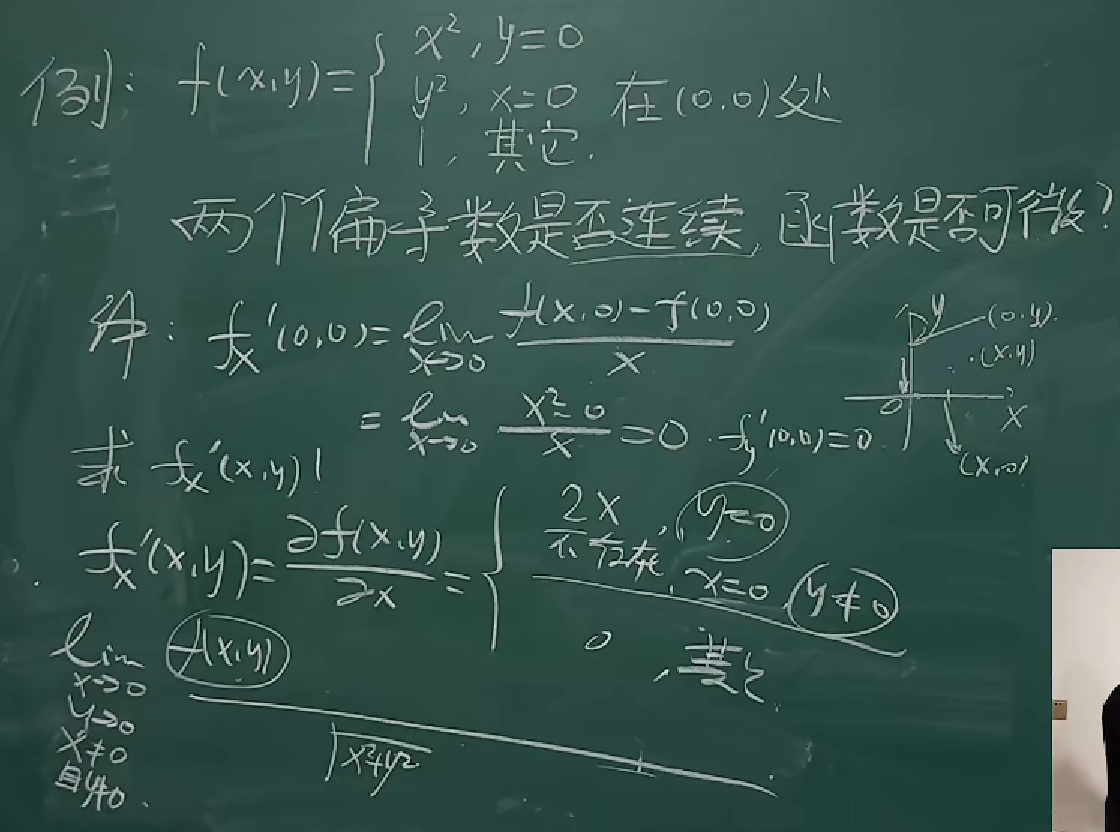 例: f(x,y)={ x², y=0
y², x=0 在(0,0)处
1, 其它.
两个偏导数是否连续, 函数是否可微?
解: fx'(0,0)=lim x→0 (f(x,0)-f(0,0))/x
= lim x→0 (x²-0)/x =0. fy'(0,0)=0.
y (0,y).
.(x,y)
0 x
(x,0)
求 fx'(x,y)
fx'(x,y)= ∂f(x,y)/∂x = { 2x, y=0
不存在, x=0, y≠0
0, 其它.
lim f(x,y)
x→0
y→0
x≠0
且y≠0.
√x²+y²